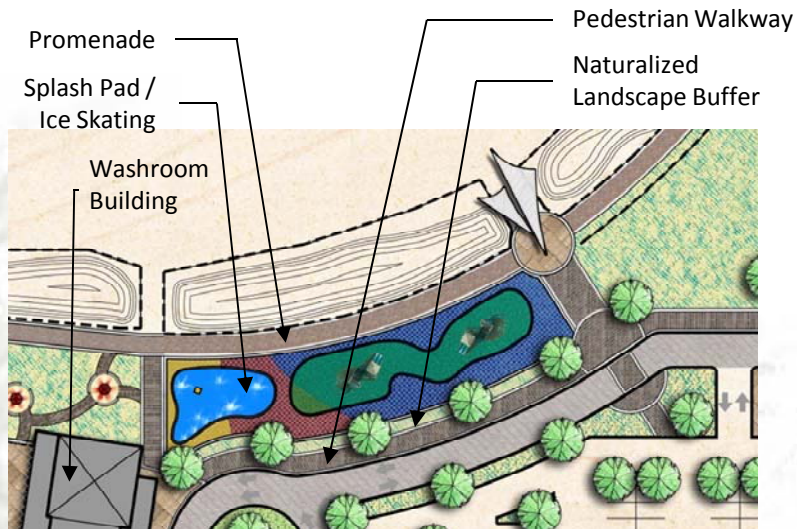 Promenade
Splash Pad /
Ice Skating
Washroom
Building
Pedestrian Walkway
Naturalized
Landscape Buffer